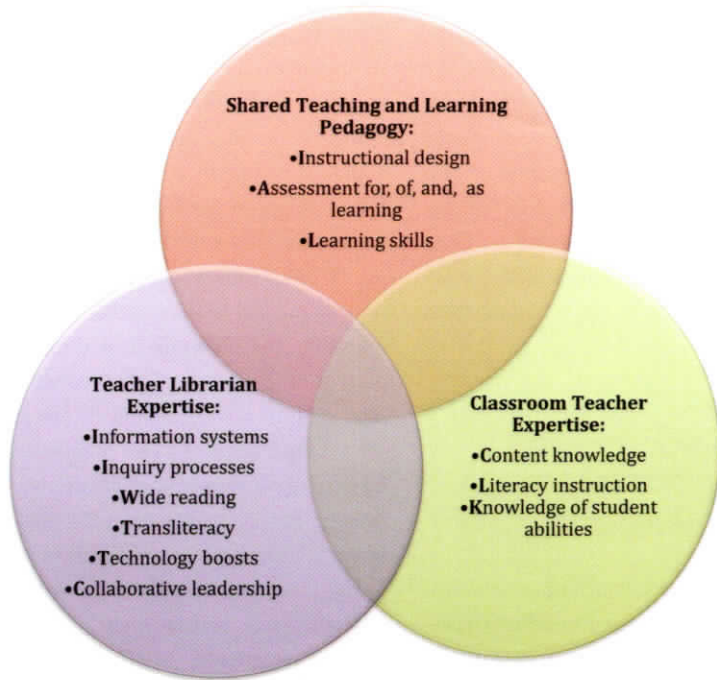 Shared Teaching and Learning
Pedagogy:
•Instructional design
•Assessment for, of, and, as
learning
•Learning skills
Teacher Librarian
Expertise:
•Information systems
•Inquiry processes
•Wide reading
•Transliteracy
•Technology boosts
•Collaborative leadership
Classroom Teacher
Expertise:
•Content knowledge
•Literacy instruction
•Knowledge of student
abilities